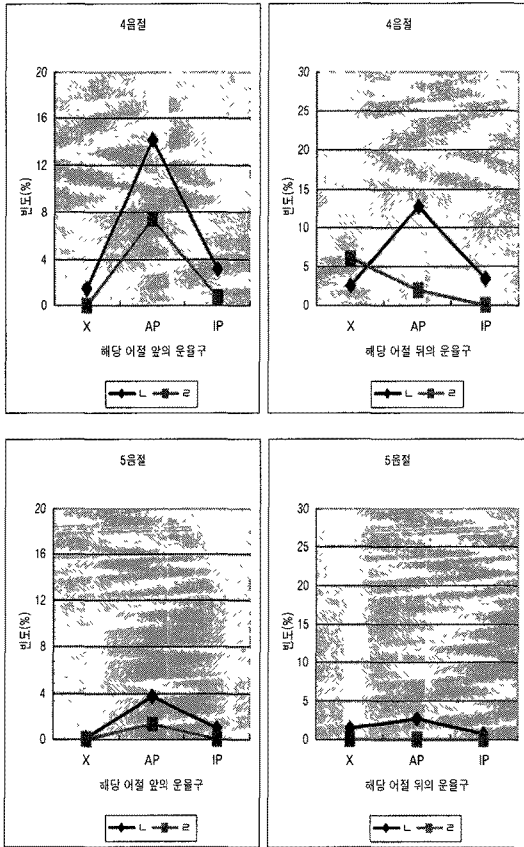 4음절
20
16
12
8
4
0
빈도(%)
X AP IP
해당 어절 앞의 운율구
ㄴ ㄹ
4음절
30
25
20
15
10
5
0
빈도(%)
X AP IP
해당 어절 뒤의 운율구
ㄴ ㄹ
5음절
20
16
12
8
4
0
빈도(%)
X AP IP
해당 어절 앞의 운율구
ㄴ ㄹ
5음절
30
25
20
15
10
5
0
빈도(%)
X AP IP
해당 어절 뒤의 운율구
ㄴ ㄹ